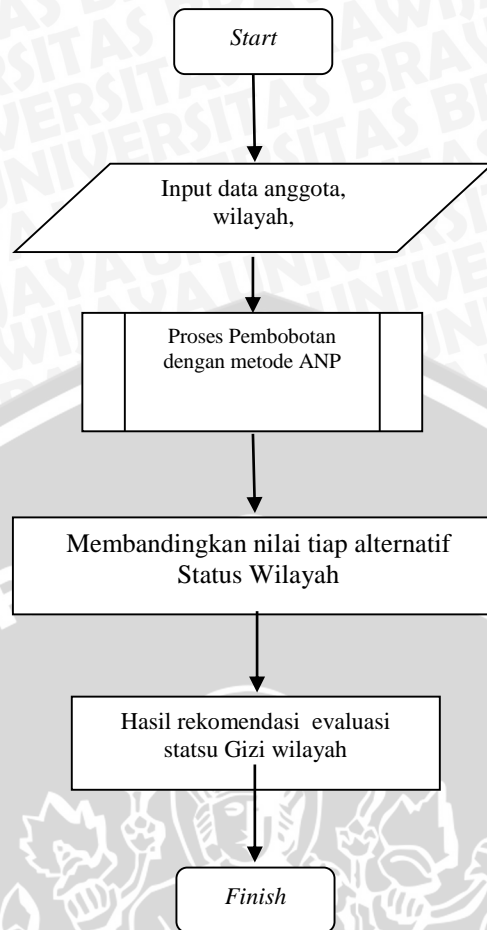 Start
Input data anggota,
wilayah,
Proses Pembobotan
dengan metode ANP
Membandingkan nilai tiap alternatif
Status Wilayah
Hasil rekomendasi evaluasi
statsu Gizi wilayah
Finish